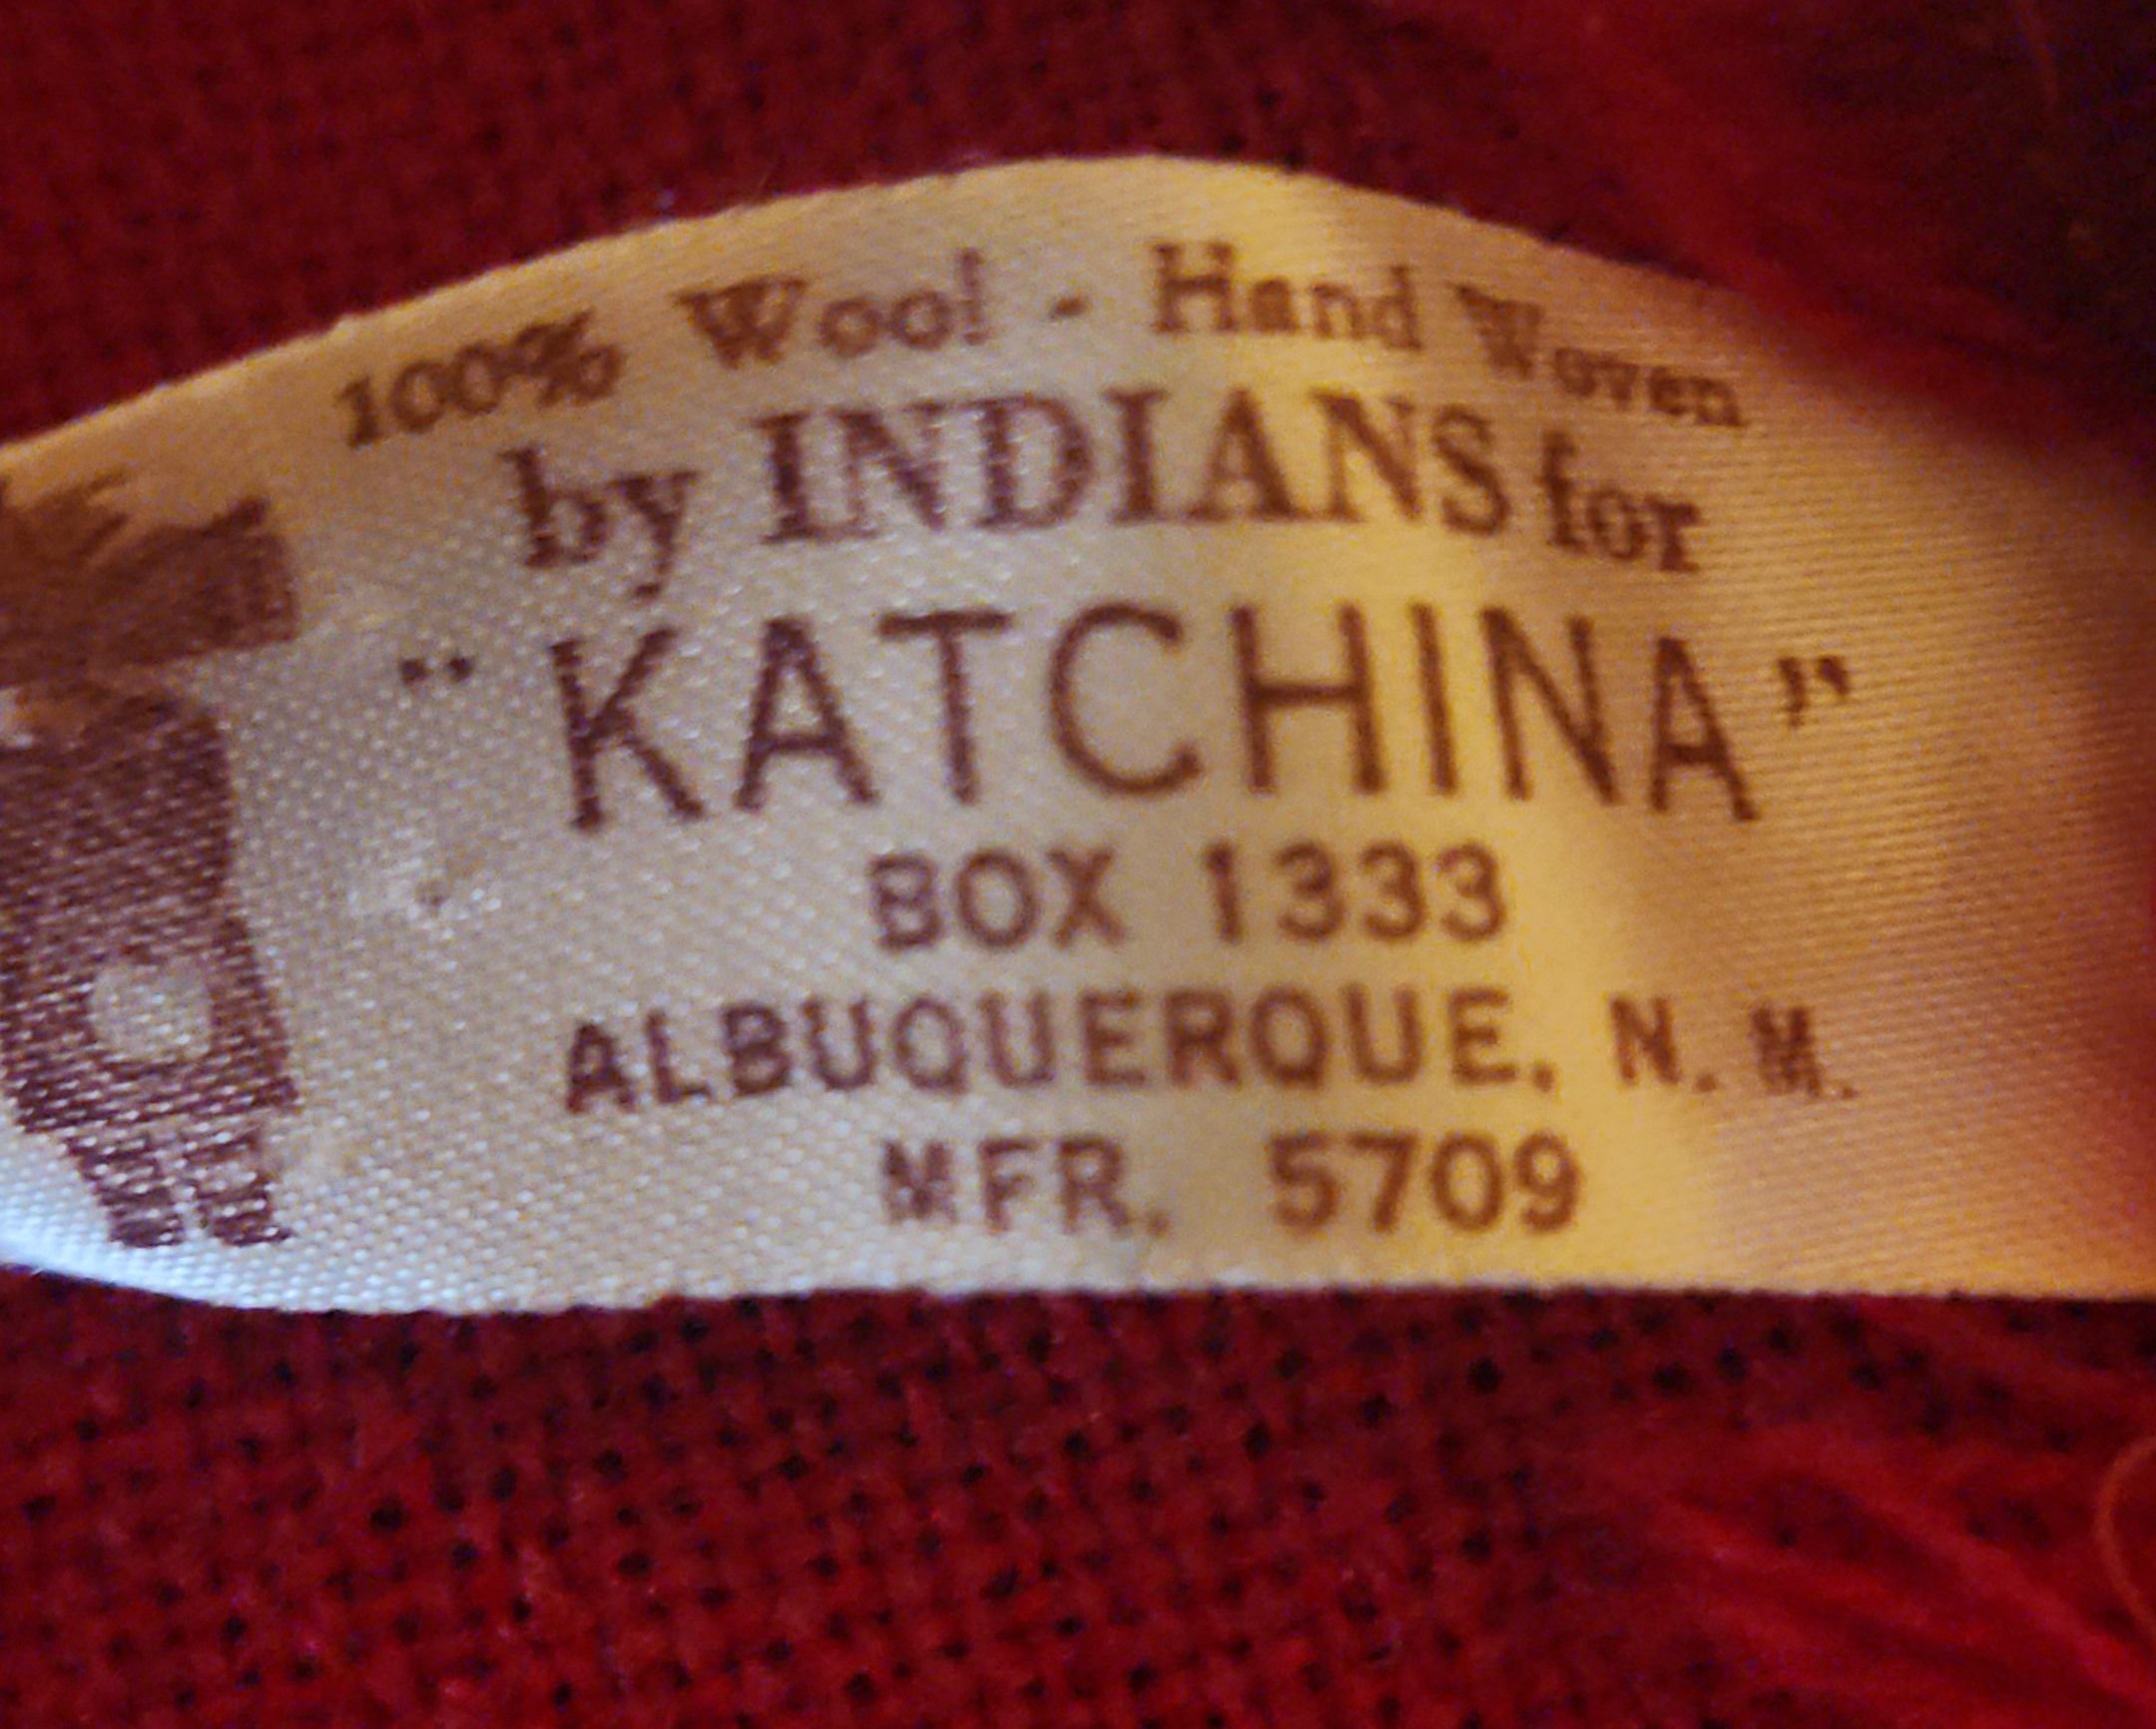 100% Wool - Hand Woven
by INDIANS for
"KATCHINA"
BOX 1333
ALBUQUERQUE, N. M.
MFR. 5709